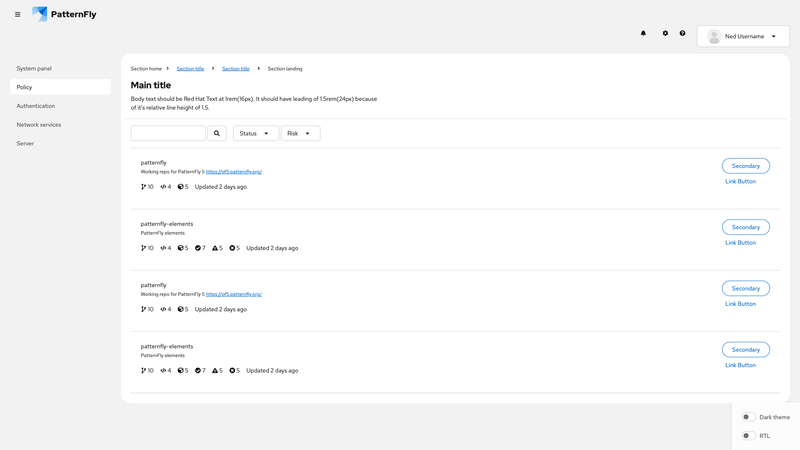 PatternFly
Ned Username
System panel
Policy
Authentication
Network services
Server
Section home Section title Section title Section landing
Main title
Body text should be Red Hat Text at 1rem(16px). It should have leading of 1.5rem(24px) because
of it's relative line height of 1.5.
Status Risk
patternfly
Working repo for PatternFly 5 https://pf5.patternfly.org/
10 4 5 Updated 2 days ago
Secondary
Link Button
patternfly-elements
PatternFly elements
10 4 5 7 5 5 Updated 2 days ago
Secondary
Link Button
patternfly
Working repo for PatternFly 5 https://pf5.patternfly.org/
10 4 5 Updated 2 days ago
Secondary
Link Button
patternfly-elements
PatternFly elements
10 4 5 7 5 5 Updated 2 days ago
Secondary
Link Button
Dark theme
RTL